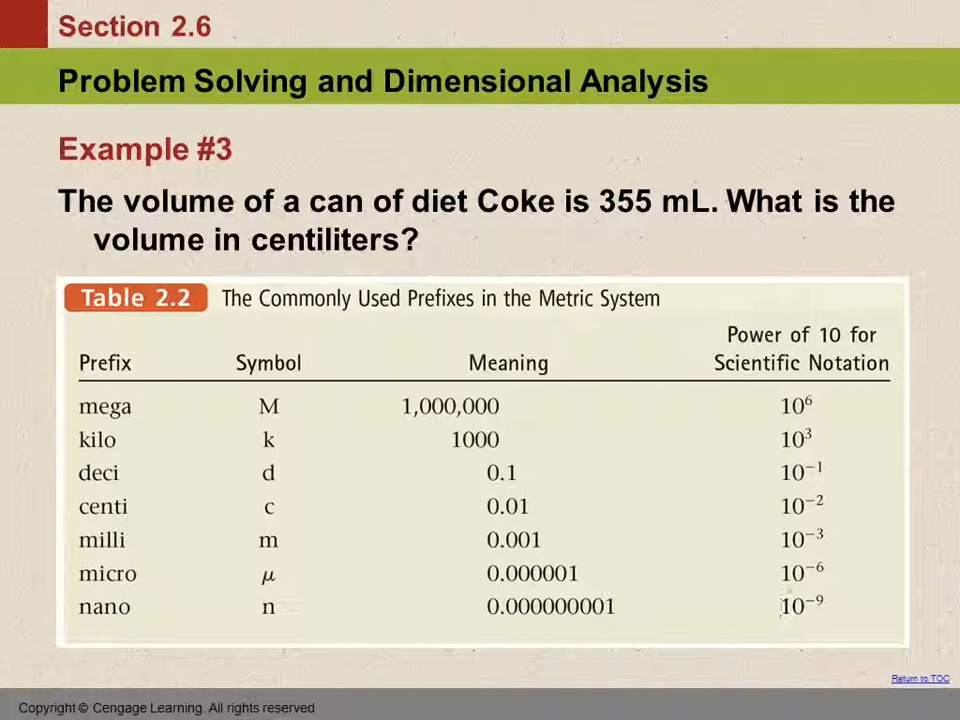 Section 2.6
Problem Solving and Dimensional Analysis
Example #3
The volume of a can of diet Coke is 355 mL. What is the
volume in centiliters?
Table 2.2 The Commonly Used Prefixes in the Metric System
Power of 10 for
Prefix Symbol Meaning Scientific Notation
mega M 1,000,000 10⁶
kilo k 1000 10³
deci d 0.1 10⁻¹
centi c 0.01 10⁻²
milli m 0.001 10⁻³
micro μ 0.000001 10⁻⁶
nano n 0.000000001 10⁻⁹
Return to TOC
Copyright © Cengage Learning. All rights reserved